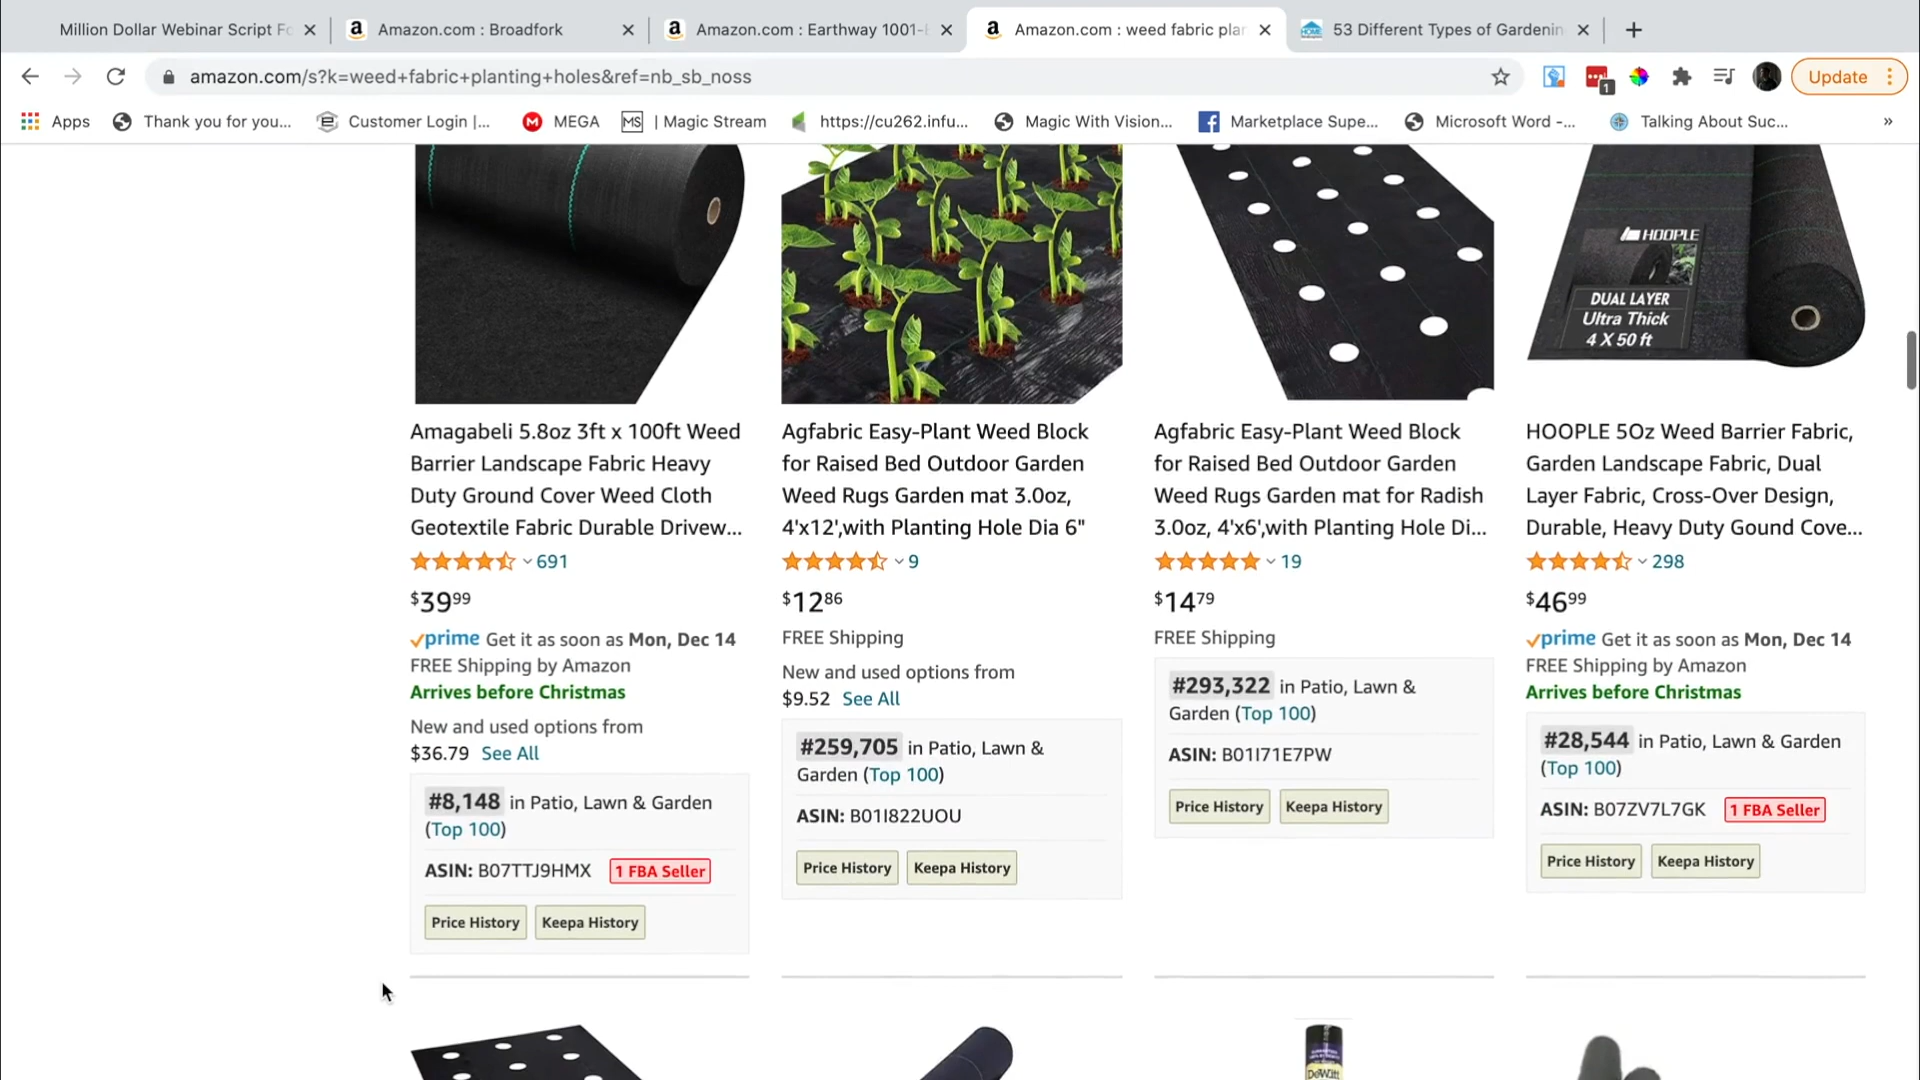 Million Dollar Webinar Script Fo
Amazon.com : Broadfork
Amazon.com : Earthway 1001-
Amazon.com : weed fabric plan
53 Different Types of Gardenin
amazon.com/s?k=weed+fabric+planting+holes&ref=nb_sb_noss
1
Update
Apps
Thank you for you...
Customer Login |...
MEGA
MS
| Magic Stream
https://cu262.infu...
Magic With Vision...
Marketplace Supe...
Microsoft Word -...
Talking About Suc...
»
HOOPLE
DUAL LAYER
Ultra Thick
4 X 50 ft
Amagabeli 5.8oz 3ft x 100ft Weed
Barrier Landscape Fabric Heavy
Duty Ground Cover Weed Cloth
Geotextile Fabric Durable Drivew...
691
$39.99
prime Get it as soon as Mon, Dec 14
FREE Shipping by Amazon
Arrives before Christmas
New and used options from
$36.79 See All
#8,148 in Patio, Lawn & Garden
(Top 100)
ASIN: B07TTJ9HMX 1 FBA Seller
Price History Keepa History
Agfabric Easy-Plant Weed Block
for Raised Bed Outdoor Garden
Weed Rugs Garden mat 3.0oz,
4'x12',with Planting Hole Dia 6"
9
$12.86
FREE Shipping
New and used options from
$9.52 See All
#259,705 in Patio, Lawn &
Garden (Top 100)
ASIN: B01I822UOU
Price History Keepa History
Agfabric Easy-Plant Weed Block
for Raised Bed Outdoor Garden
Weed Rugs Garden mat for Radish
3.0oz, 4'x6',with Planting Hole Di...
19
$14.79
FREE Shipping
#293,322 in Patio, Lawn &
Garden (Top 100)
ASIN: B01I71E7PW
Price History Keepa History
HOOPLE 5Oz Weed Barrier Fabric,
Garden Landscape Fabric, Dual
Layer Fabric, Cross-Over Design,
Durable, Heavy Duty Gound Cove...
298
$46.99
prime Get it as soon as Mon, Dec 14
FREE Shipping by Amazon
Arrives before Christmas
#28,544 in Patio, Lawn & Garden
(Top 100)
ASIN: B07ZV7L7GK 1 FBA Seller
Price History Keepa History
DeWitt